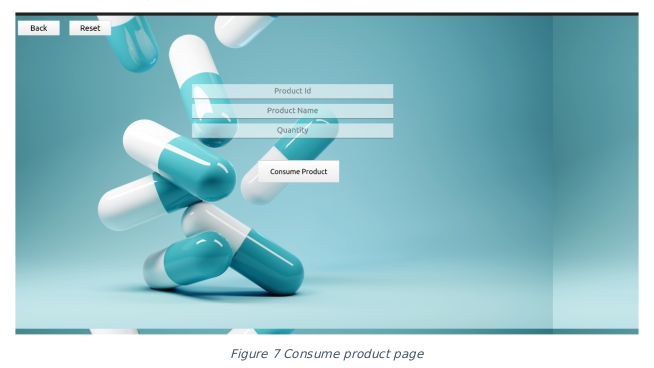 Back Reset
Product Id
Product Name
Quantity
Consume Product
Figure 7 Consume product page